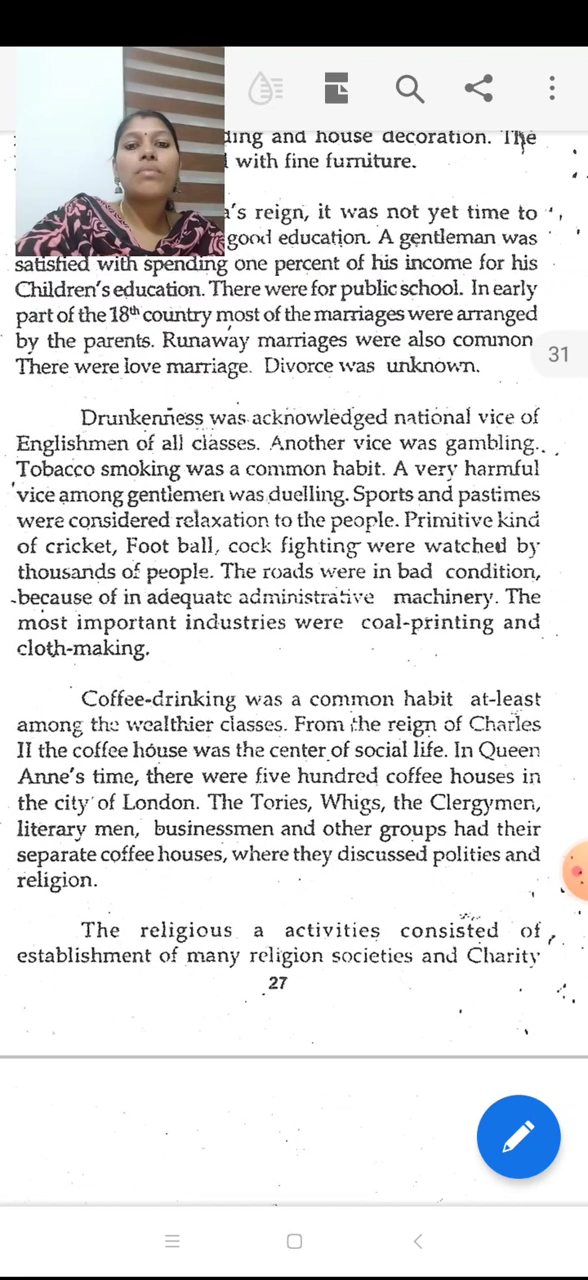 ding and house decoration. The
with fine furniture.
a's reign, it was not yet time to
good education. A gentleman was
satisfied with spending one percent of his income for his
Children's education. There were for public school. In early
part of the 18th country most of the marriages were arranged
by the parents. Runaway marriages were also common
There were love marriage. Divorce was unknown.
31
Drunkenness was acknowledged national vice of
Englishmen of all classes. Another vice was gambling.
Tobacco smoking was a common habit. A very harmful
vice among gentlemen was duelling. Sports and pastimes
were considered relaxation to the people. Primitive kind
of cricket, Foot ball, cock fighting were watched by
thousands of people. The roads were in bad condition,
because of in adequate administrative machinery. The
most important industries were coal-printing and
cloth-making.
Coffee-drinking was a common habit at-least
among the wealthier classes. From the reign of Charles
II the coffee house was the center of social life. In Queen
Anne's time, there were five hundred coffee houses in
the city of London. The Tories, Whigs, the Clergymen,
literary men, businessmen and other groups had their
separate coffee houses, where they discussed polities and
religion.
The religious a activities consisted of
establishment of many religion societies and Charity
27